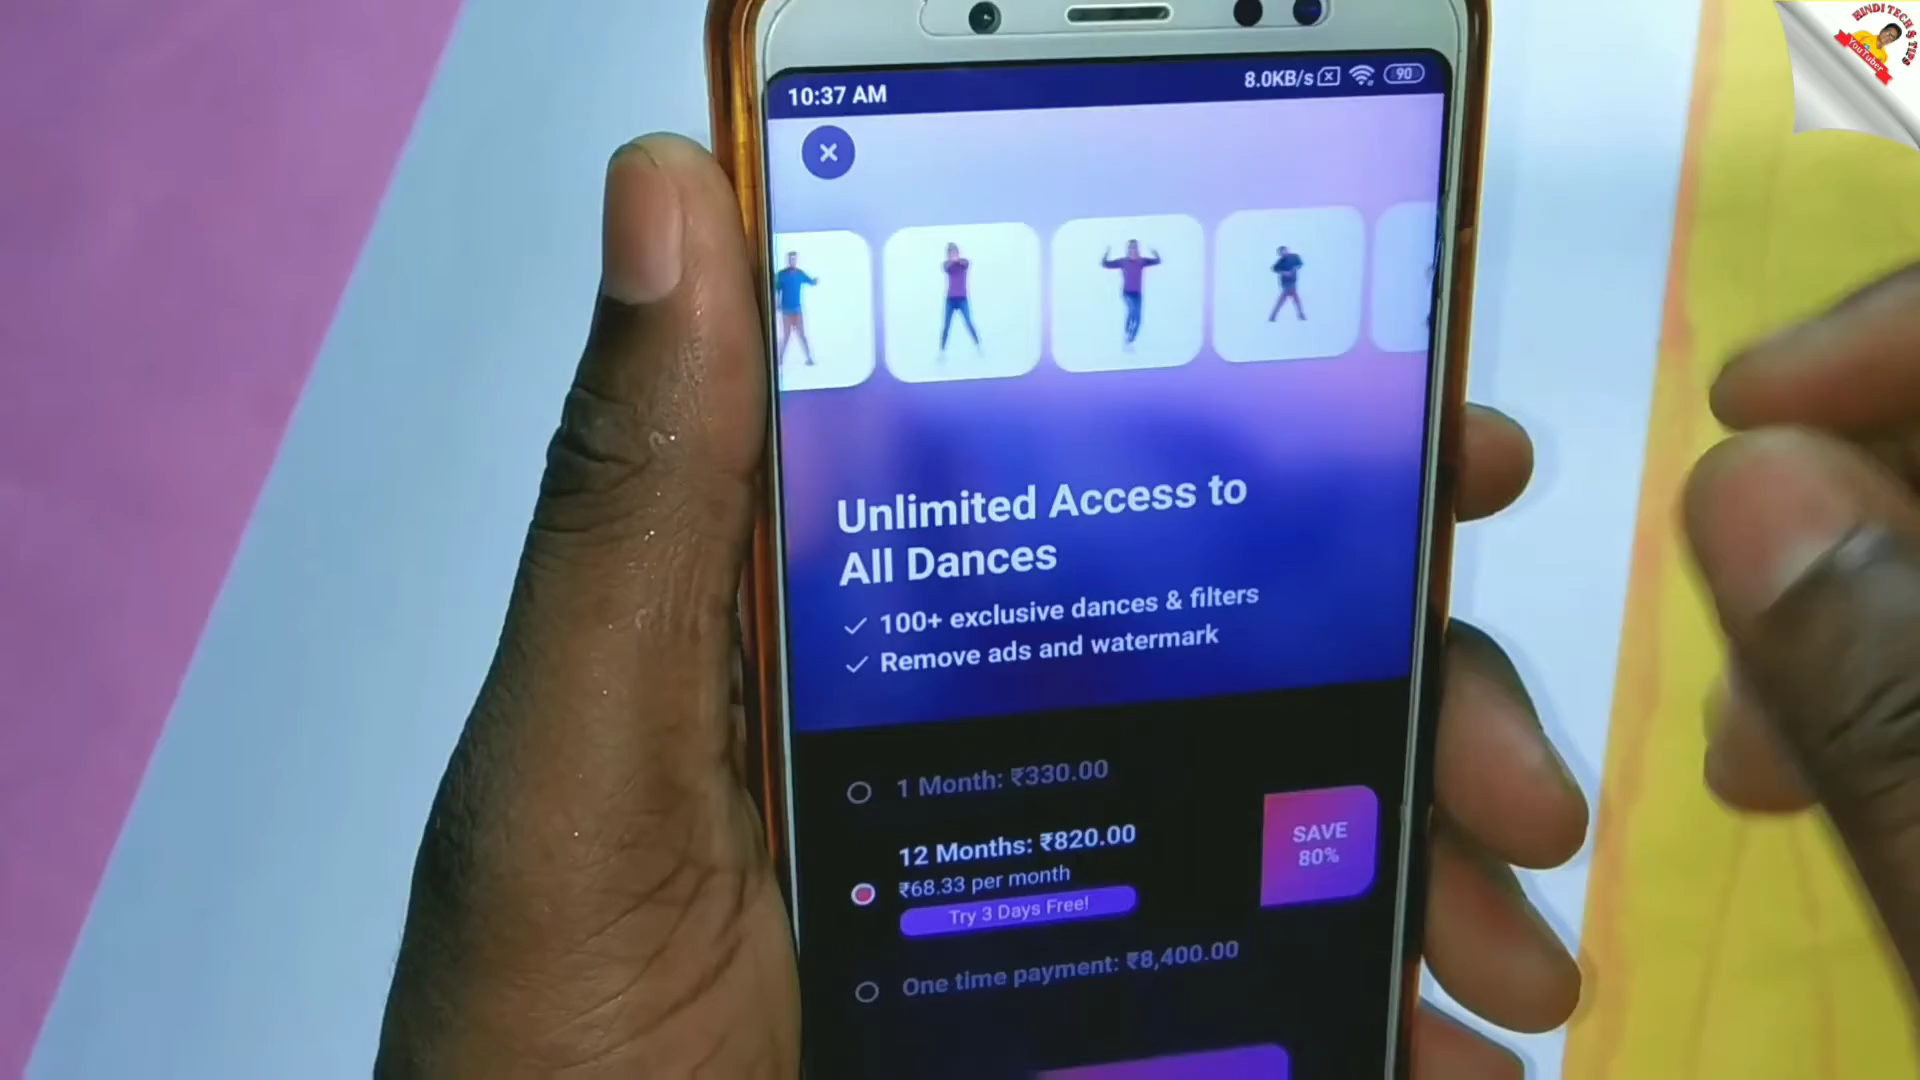 HINDI TECH & TIPS
YouTuber
10:37 AM
8.0KB/s
90
Unlimited Access to
All Dances
100+ exclusive dances & filters
Remove ads and watermark
1 Month: ₹330.00
12 Months: ₹820.00
₹68.33 per month
Try 3 Days Free!
SAVE
80%
One time payment: ₹8,400.00